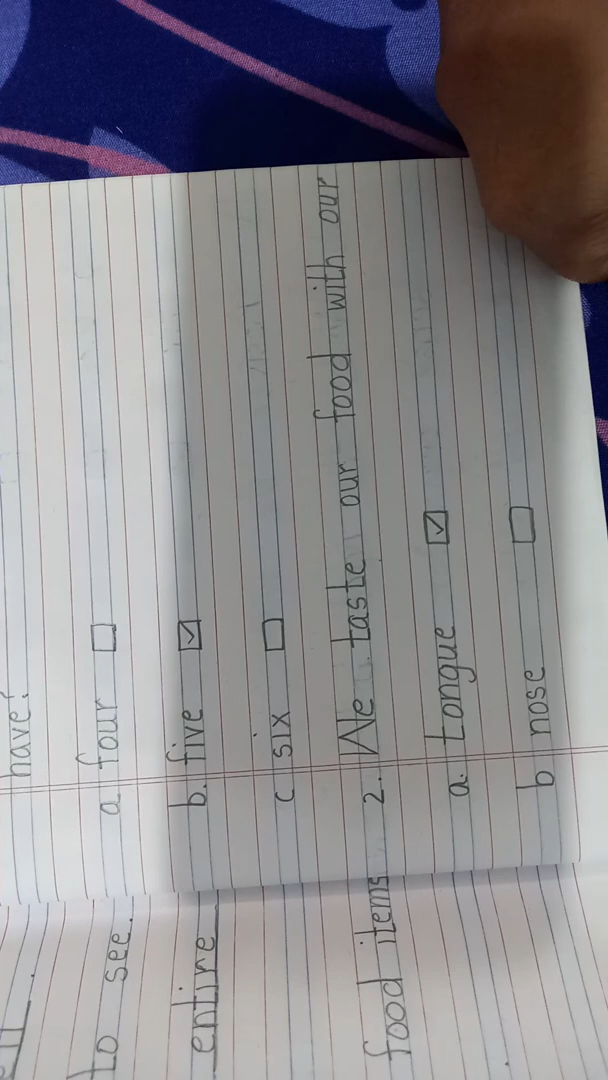 have?
a four ☐
b. five ☑
c six ☐
2. We taste our food with our
a. tongue ☑
b nose ☐
to see.
entire
food items